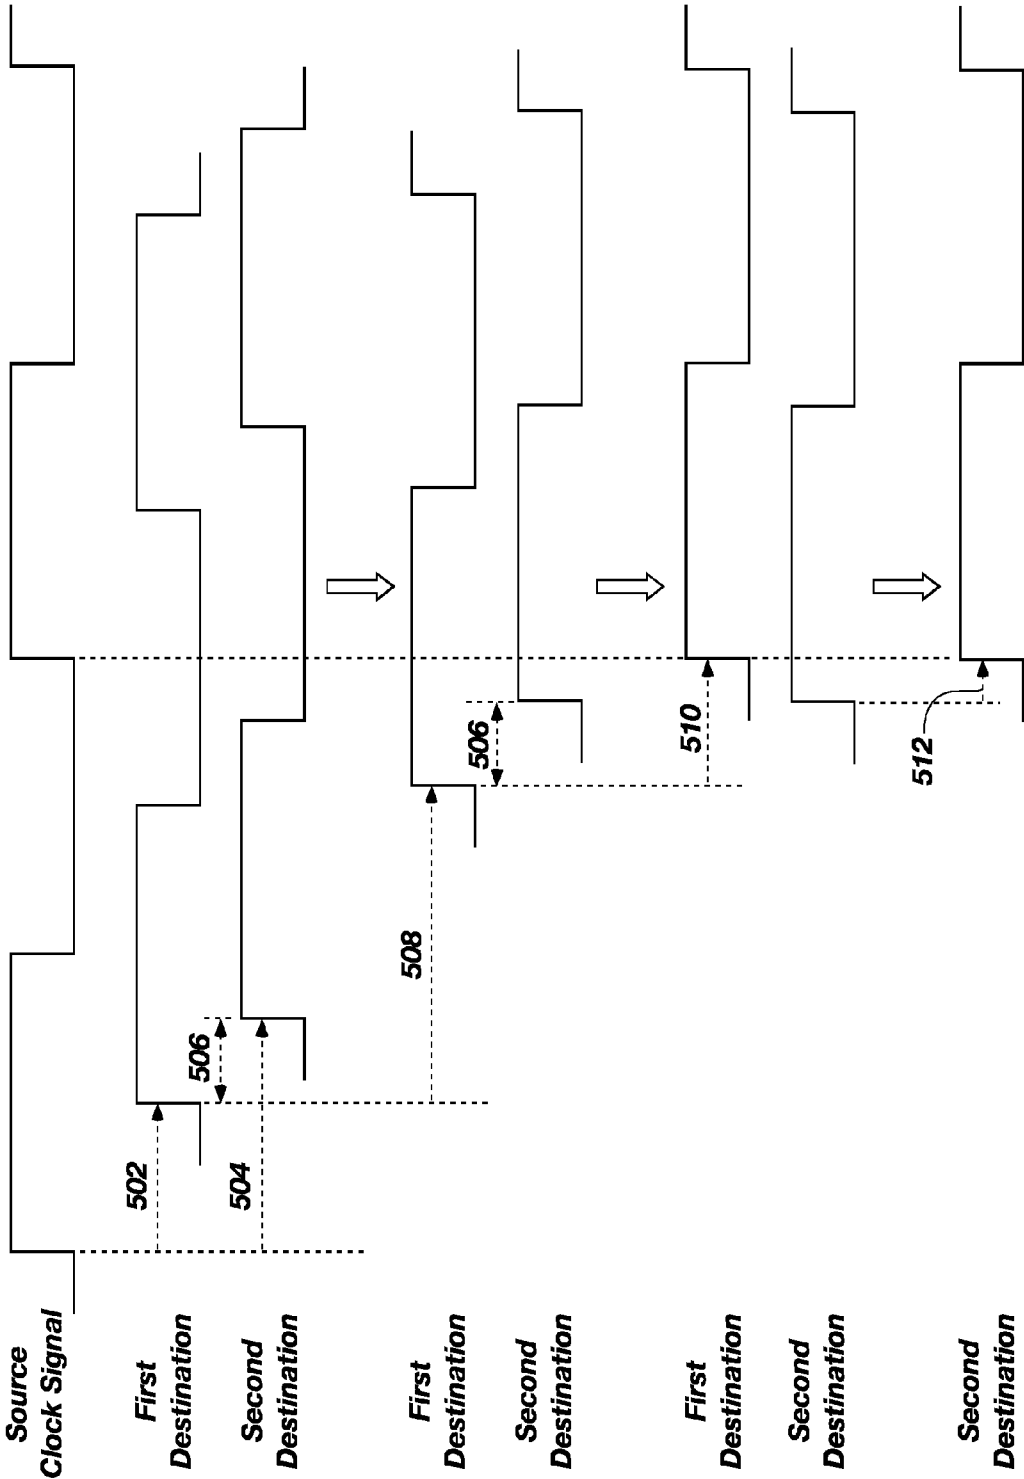 Source
Clock Signal
First
Destination
Second
Destination
First
Destination
Second
Destination
First
Destination
Second
Destination
Second
Destination
502
504
506
508
506
510
512